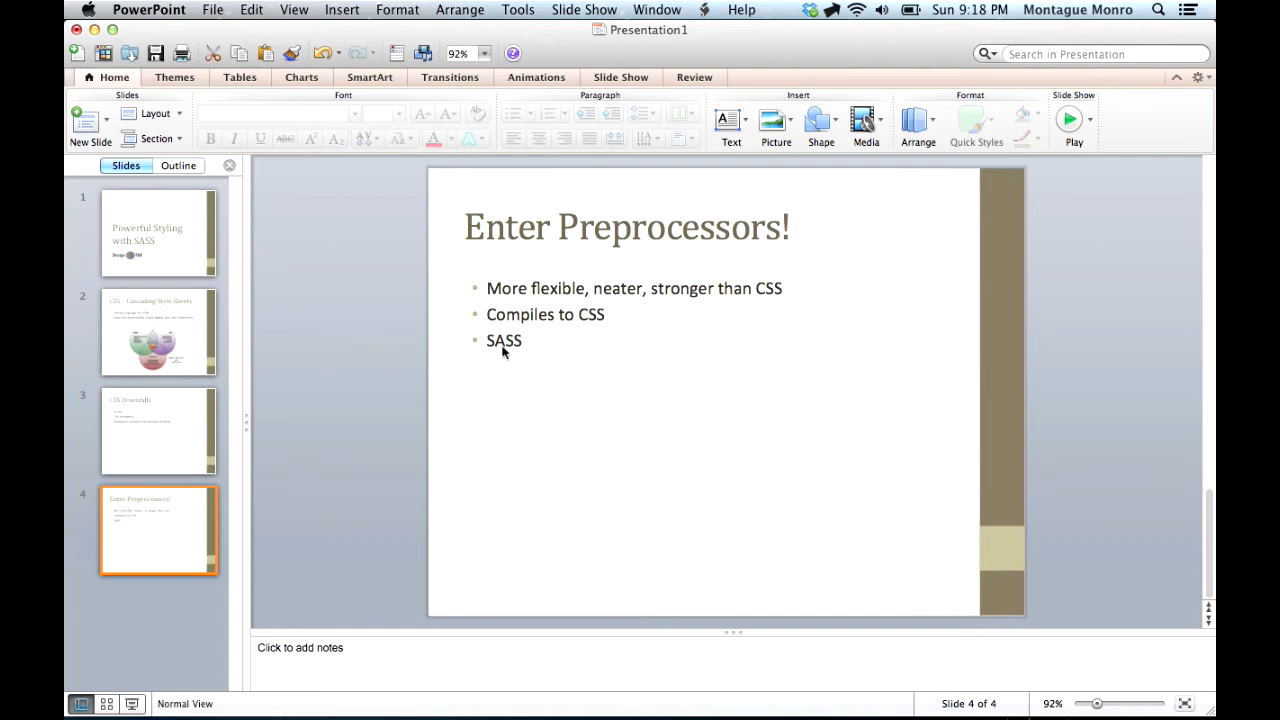 PowerPoint File Edit View Insert Format Arrange Tools Slide Show Window Help Sun 9:18 PM Montague Monro
Presentation1
92% Search in Presentation
Home Themes Tables Charts SmartArt Transitions Animations Slide Show Review
Slides Font Paragraph Insert Format Slide Show
New Slide Layout Section Text Picture Shape Media Arrange Quick Styles Play
Slides Outline
1
Powerful Styling
with SASS
2
CSS – Cascading Style Sheets
3
CSS Downfalls
4
Enter Preprocessors!
Enter Preprocessors!
• More flexible, neater, stronger than CSS
• Compiles to CSS
• SASS
Click to add notes
Normal View Slide 4 of 4 92%